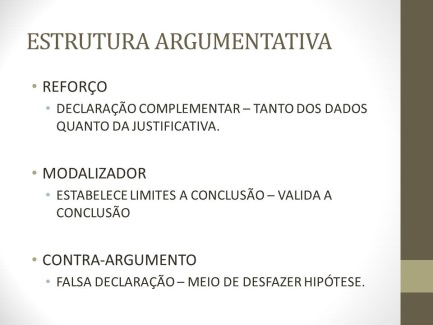 ESTRUTURA ARGUMENTATIVA
• REFORÇO
• DECLARAÇÃO COMPLEMENTAR – TANTO DOS DADOS
QUANTO DA JUSTIFICATIVA.
• MODALIZADOR
• ESTABELECE LIMITES A CONCLUSÃO – VALIDA A
CONCLUSÃO
• CONTRA-ARGUMENTO
• FALSA DECLARAÇÃO – MEIO DE DESFAZER HIPÓTESE.